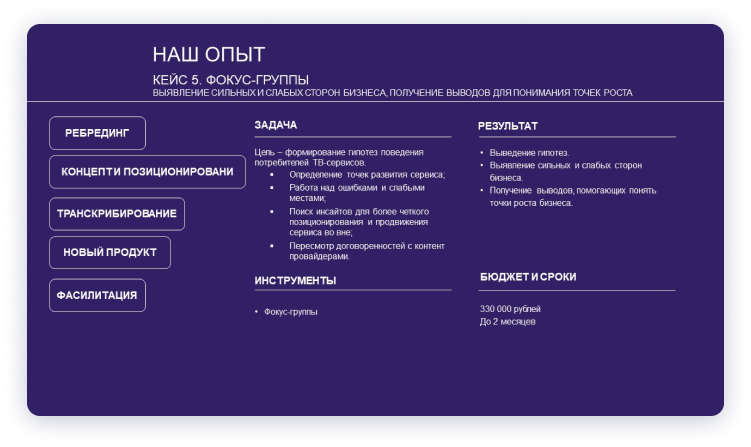 НАШ ОПЫТ
КЕЙС 5. ФОКУС-ГРУППЫ
ВЫЯВЛЕНИЕ СИЛЬНЫХ И СЛАБЫХ СТОРОН БИЗНЕСА, ПОЛУЧЕНИЕ ВЫВОДОВ ДЛЯ ПОНИМАНИЯ ТОЧЕК РОСТА
РЕБРЕДИНГ
КОНЦЕПТ И ПОЗИЦИОНИРОВАНИ
ТРАНСКРИБИРОВАНИЕ
НОВЫЙ ПРОДУКТ
ФАСИЛИТАЦИЯ
ЗАДАЧА
Цель – формирование гипотез поведения
потребителей ТВ-сервисов.
▪ Определение точек развития сервиса;
▪ Работа над ошибками и слабыми
местами;
▪ Поиск инсайтов для более четкого
позиционирования и продвижения
сервиса во вне;
▪ Пересмотр договоренностей с контент
провайдерами.
ИНСТРУМЕНТЫ
• Фокус-группы
РЕЗУЛЬТАТ
• Выведение гипотез.
• Выявление сильных и слабых сторон
бизнеса.
• Получение выводов, помогающих понять
точки роста бизнеса.
БЮДЖЕТ И СРОКИ
330 000 рублей
До 2 месяцев